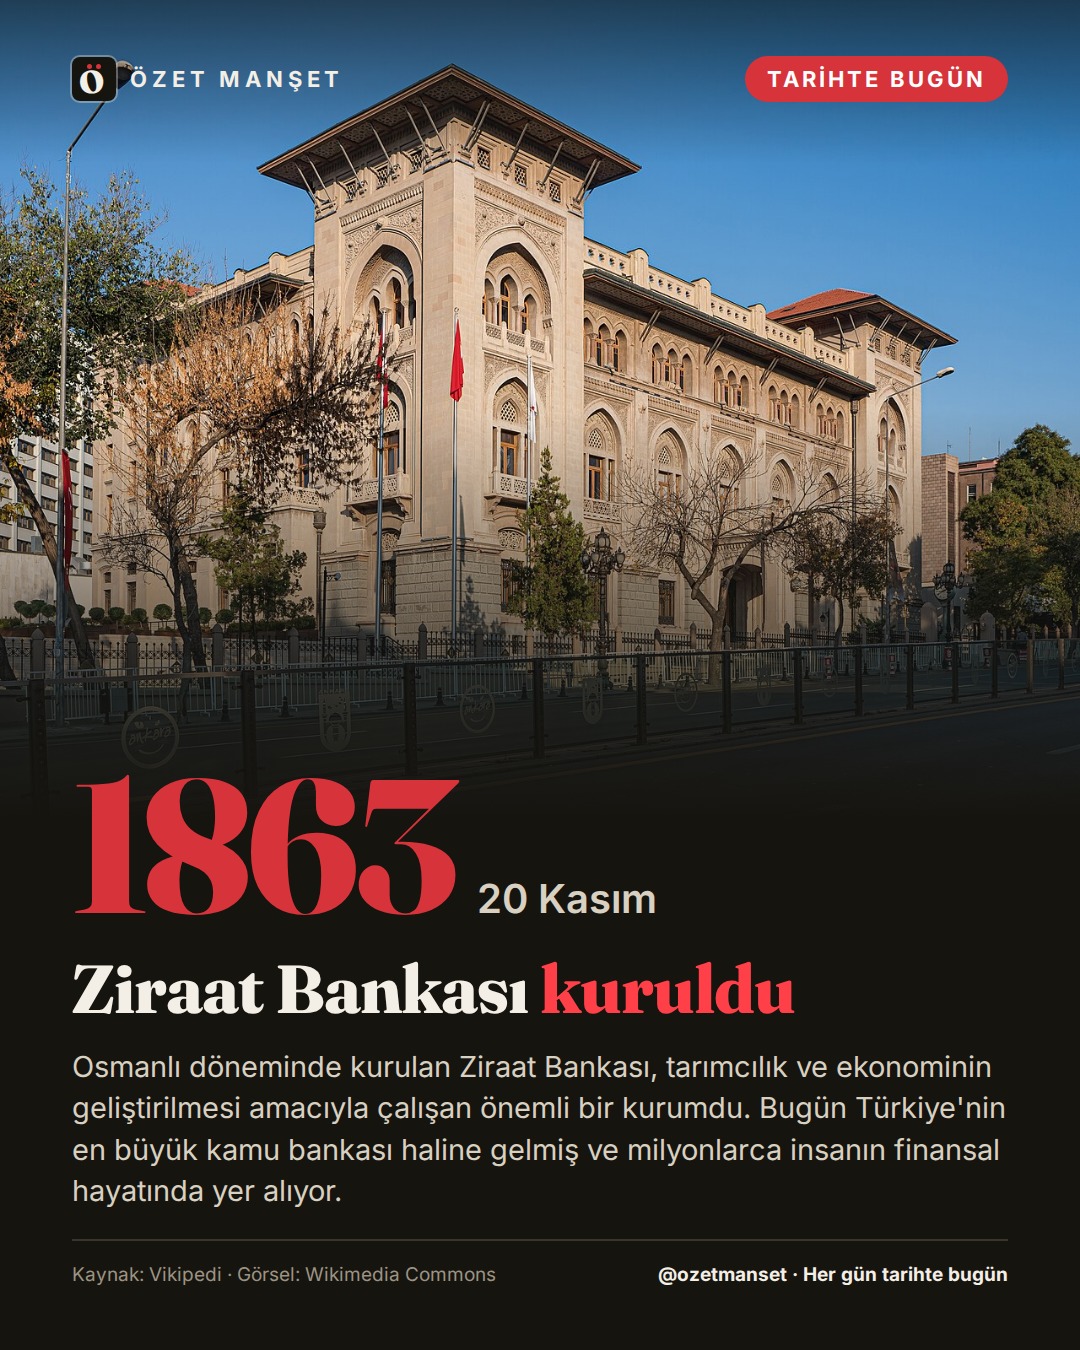 ö ÖZET MANŞET
TARİHTE BUGÜN
ankara
1863 20 Kasım
Ziraat Bankası kuruldu
Osmanlı döneminde kurulan Ziraat Bankası, tarımcılık ve ekonominin
geliştirilmesi amacıyla çalışan önemli bir kurumdu. Bugün Türkiye'nin
en büyük kamu bankası haline gelmiş ve milyonlarca insanın finansal
hayatında yer alıyor.
Kaynak: Vikipedi · Görsel: Wikimedia Commons
@ozetmanset · Her gün tarihte bugün